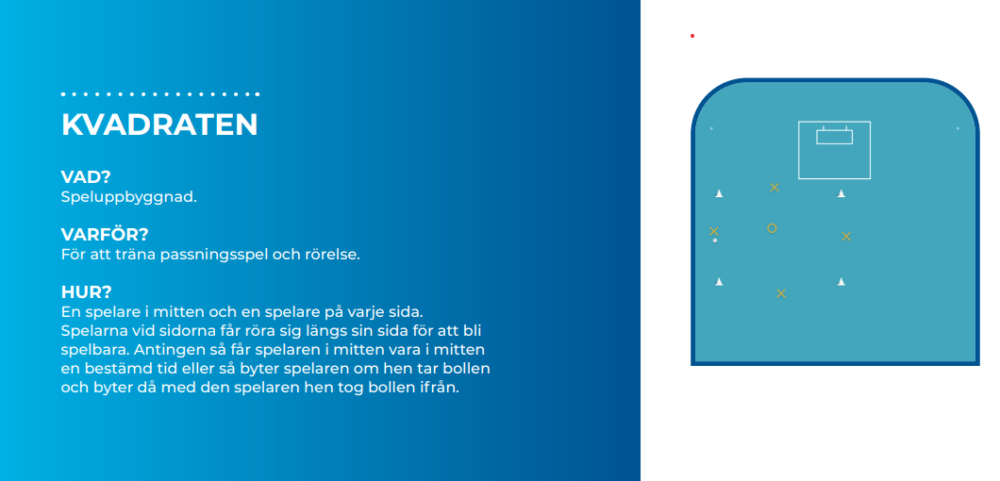 KVADRATEN
VAD?
Speluppbyggnad.
VARFÖR?
För att träna passningsspel och rörelse.
HUR?
En spelare i mitten och en spelare på varje sida.
Spelarna vid sidorna får röra sig längs sin sida för att bli
spelbara. Antingen så får spelaren i mitten vara i mitten
en bestämd tid eller så byter spelaren om hen tar bollen
och byter då med den spelaren hen tog bollen ifrån.